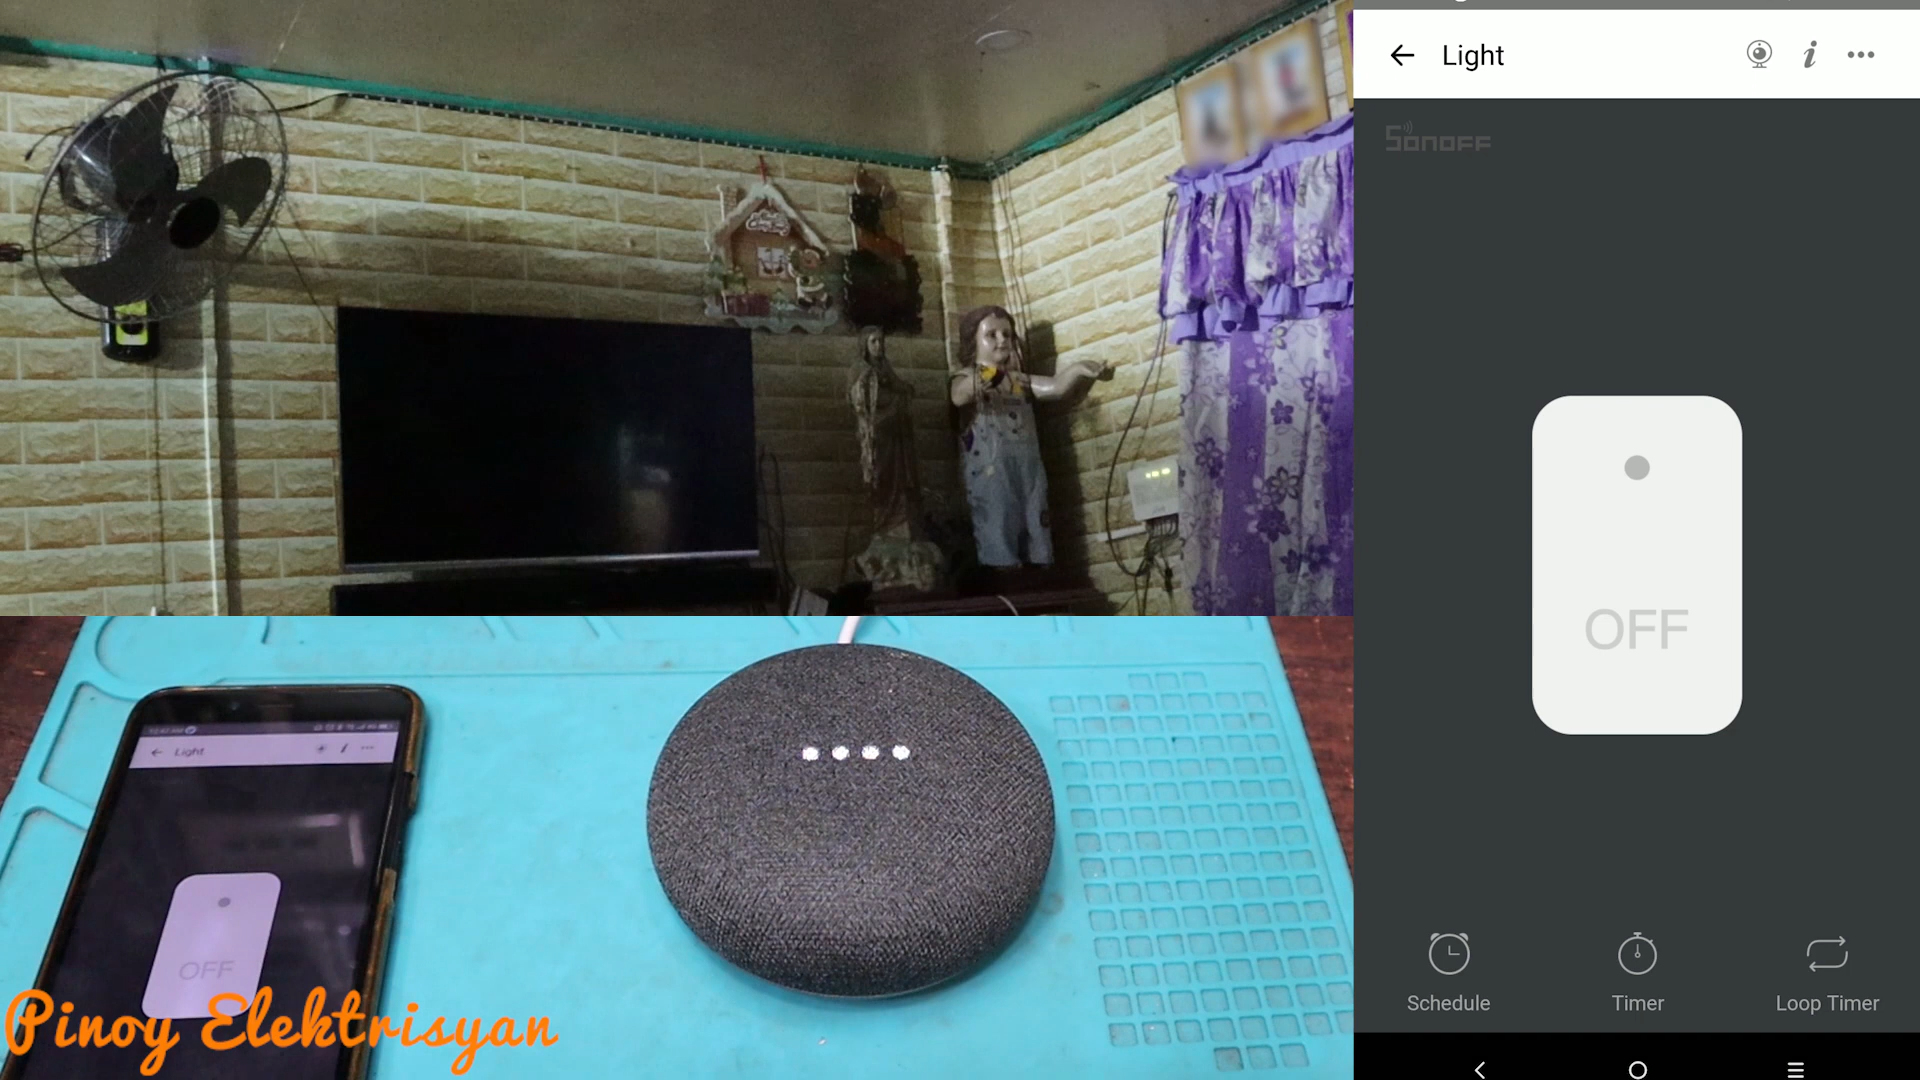 Light
SONOFF
OFF
Schedule
Timer
Loop Timer
Light
OFF
Pinoy Elektrisyan